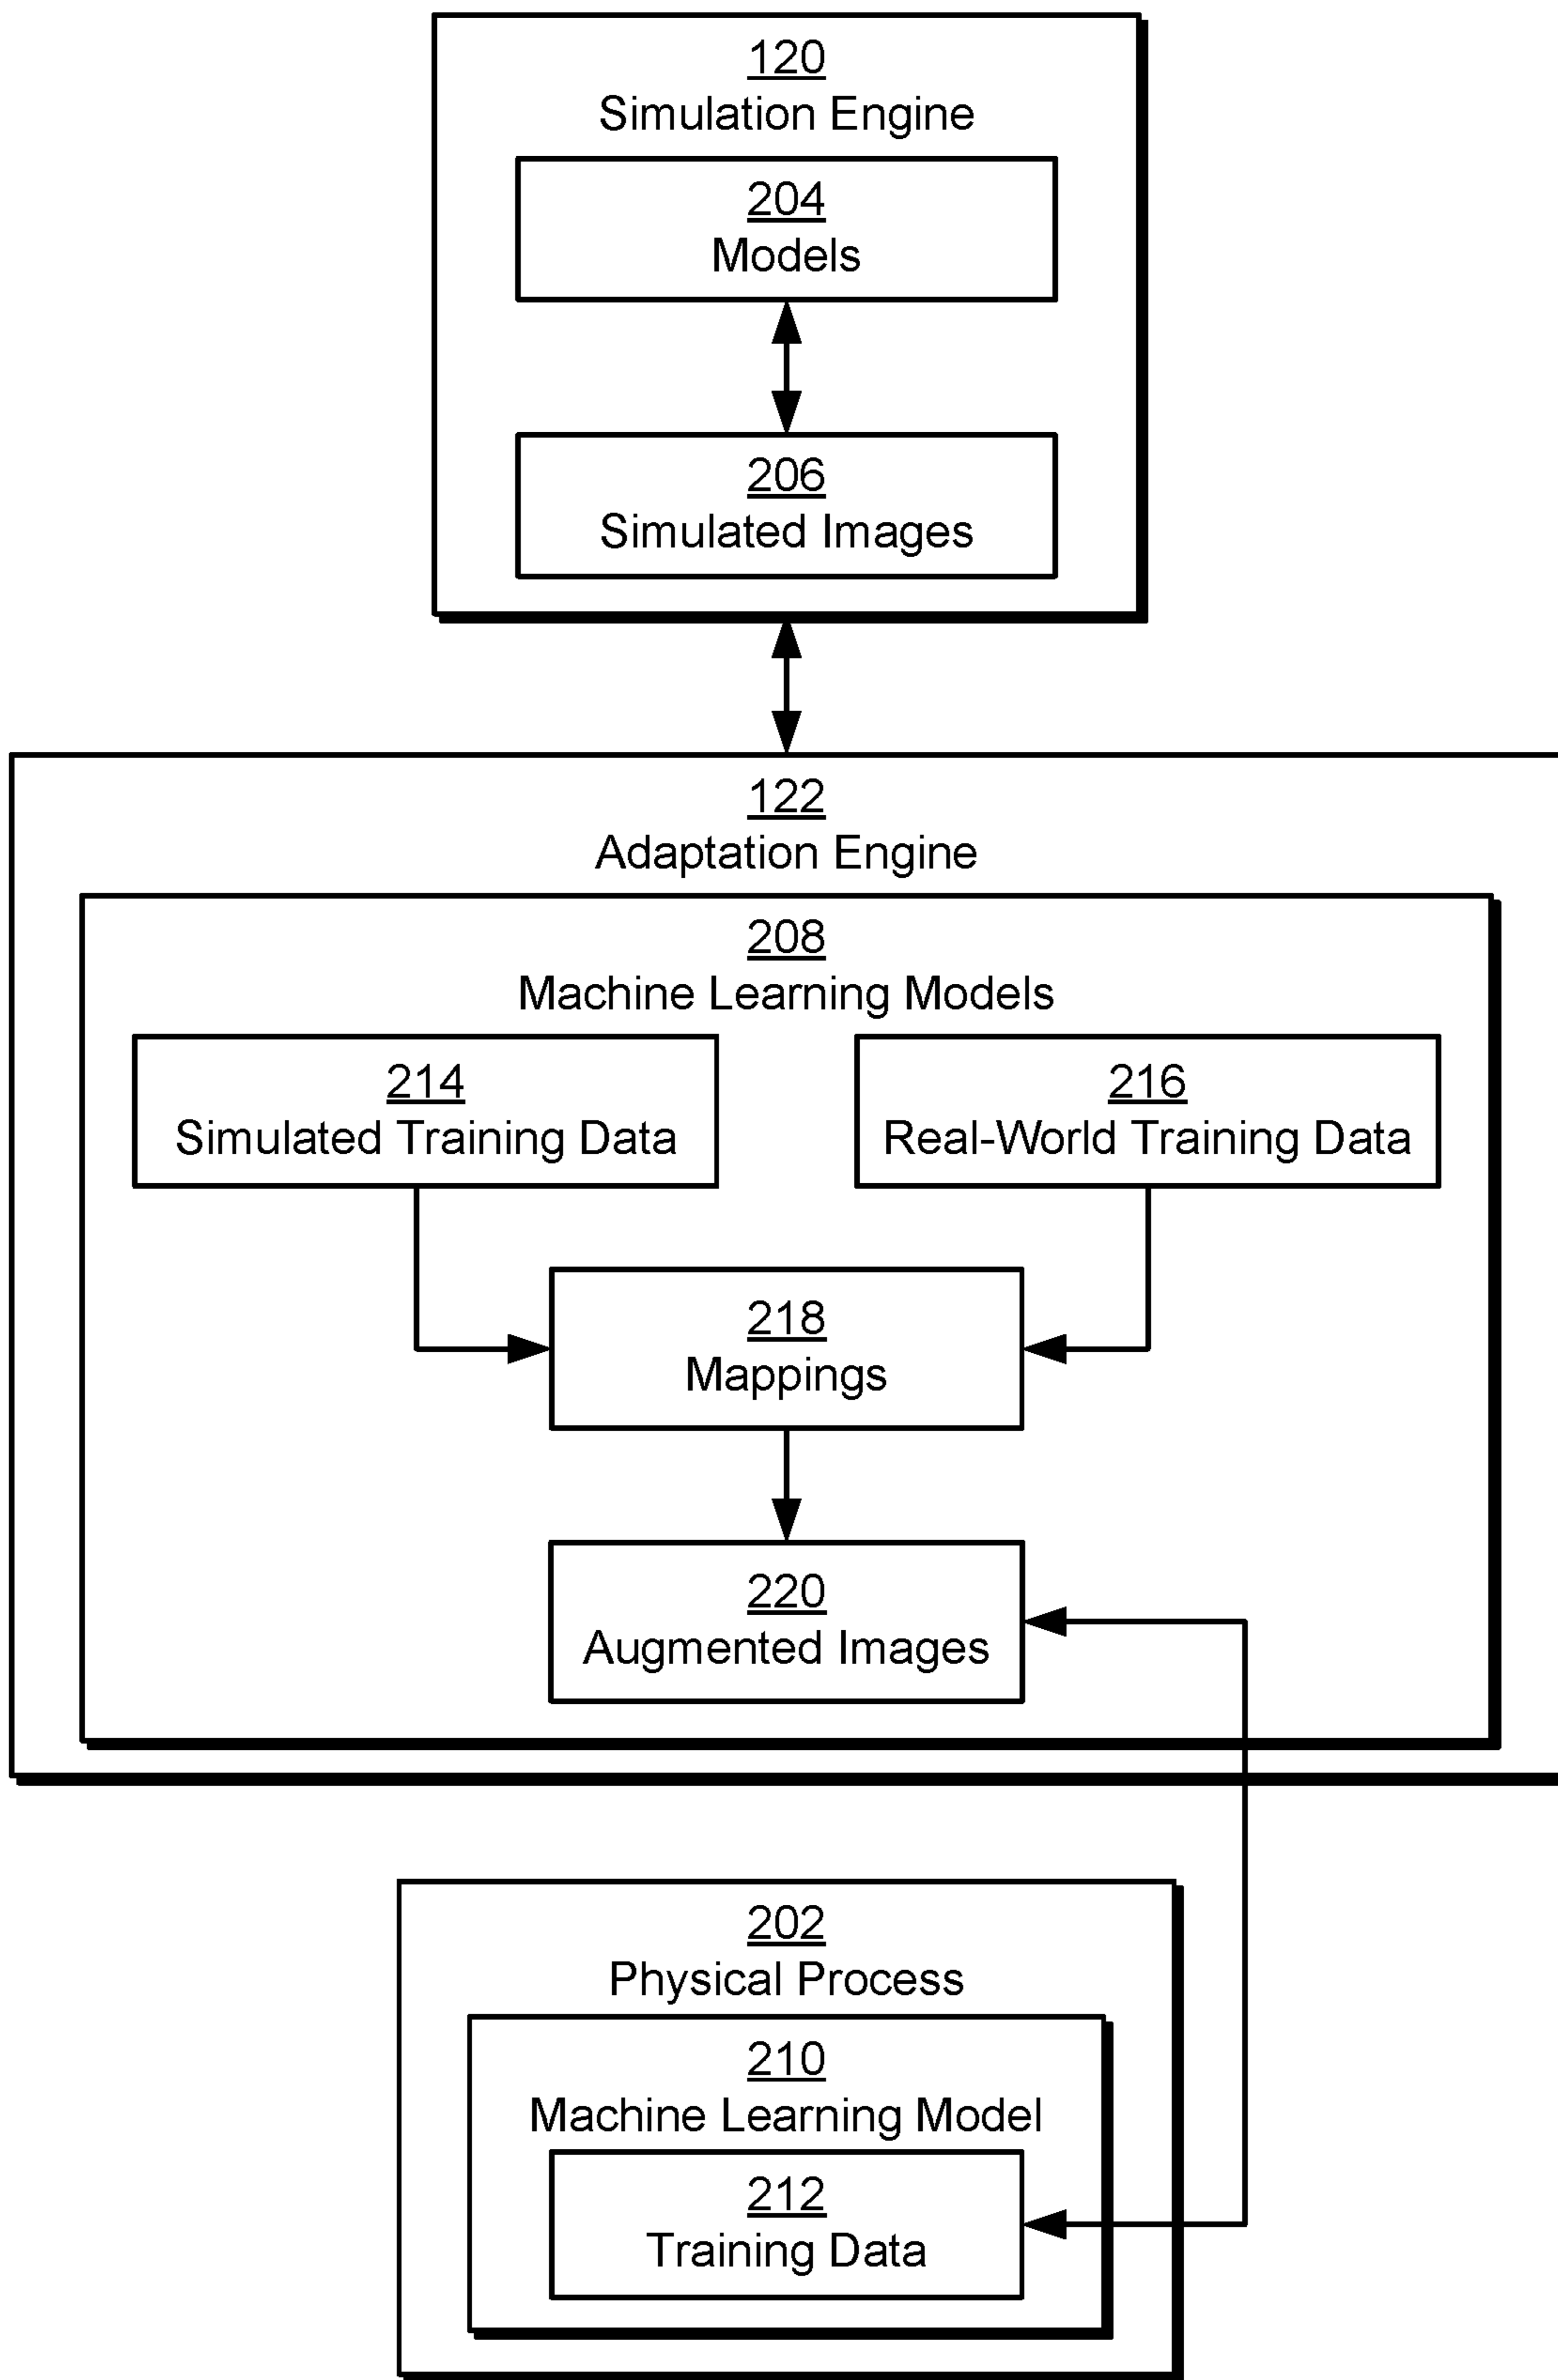 120
Simulation Engine
204
Models
206
Simulated Images
122
Adaptation Engine
208
Machine Learning Models
214
Simulated Training Data
216
Real-World Training Data
218
Mappings
220
Augmented Images
202
Physical Process
210
Machine Learning Model
212
Training Data